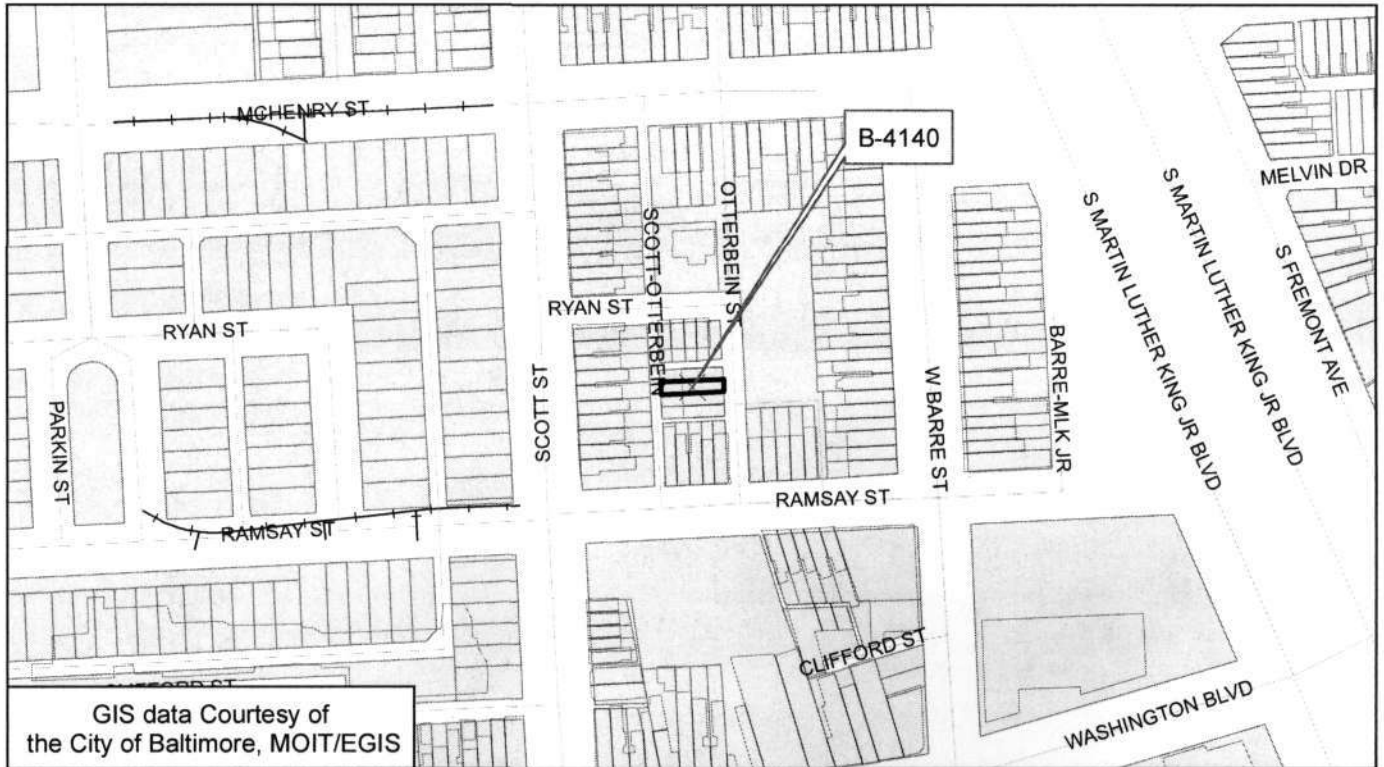 MCHENRY ST
B-4140
MELVIN DR
OTTERBEIN ST
SCOTT-OTTERBEIN
S MARTIN LUTHER KING JR BLVD
S MARTIN LUTHER KING JR BLVD
S FREMONT AVE
RYAN ST
RYAN ST
BARRE-MLK JR
PARKIN ST
SCOTT ST
W BARRE ST
RAMSAY ST
RAMSAY ST
CLIFFORD ST
CLIFFORD ST
WASHINGTON BLVD
GIS data Courtesy of
the City of Baltimore, MOIT/EGIS